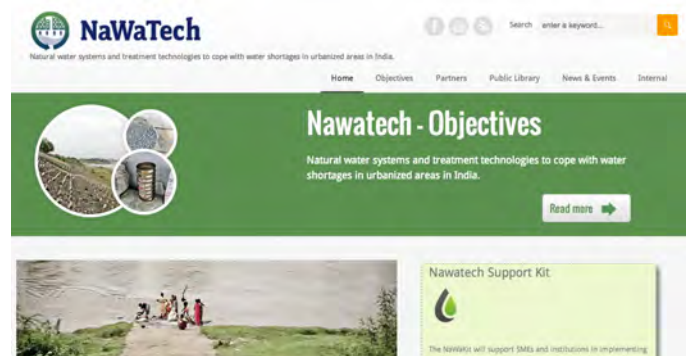 NaWaTech
Search enter a keyword...
Natural water systems and treatment technologies to cope with water shortages in urbanized areas in India.
Home Objectives Partners Public Library News & Events Internal
Nawatech - Objectives
Natural water systems and treatment technologies to cope with water
shortages in urbanized areas in India.
Read more
Nawatech Support Kit
The NaWaKit will support SMEs and institutions in implementing